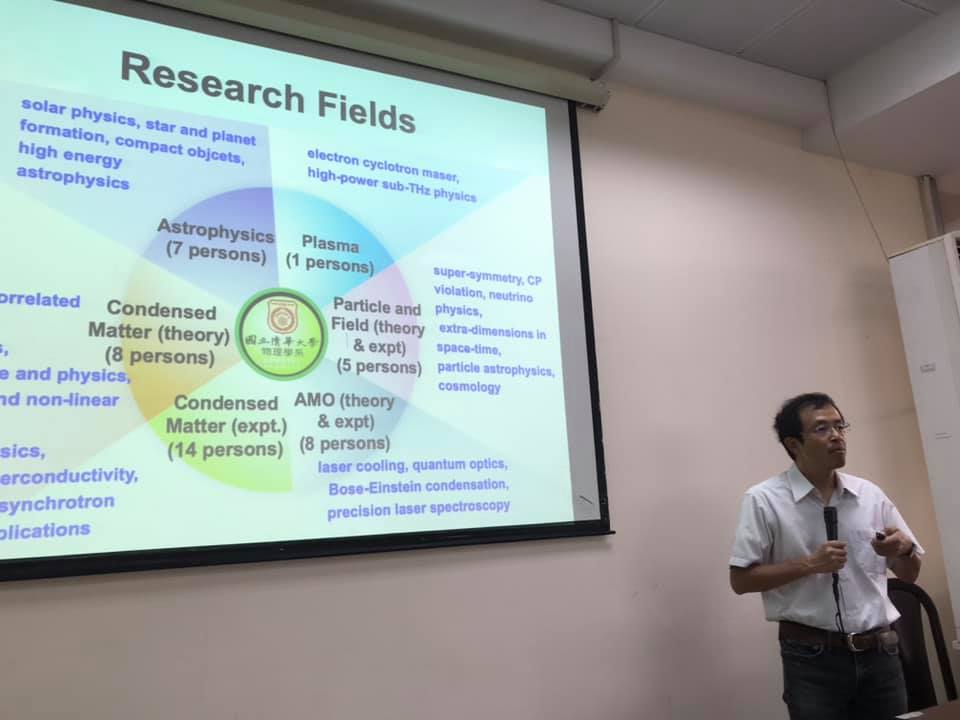 Research Fields
solar physics, star and planet
formation, compact objcets,
high energy
astrophysics
electron cyclotron maser,
high-power sub-THz physics
Astrophysics
(7 persons)
Plasma
(1 persons)
super-symmetry, CP
violation, neutrino
physics,
extra-dimensions in
space-time,
particle astrophysics,
cosmology
Particle and
Field (theory
& expt)
(5 persons)
orrelated
Condensed
Matter (theory)
(8 persons)
e and physics,
nd non-linear
國立清華大學
物理學系
Condensed
Matter (expt.)
(14 persons)
AMO (theory
& expt)
(8 persons)
sics,
erconductivity,
synchrotron
plications
laser cooling, quantum optics,
Bose-Einstein condensation,
precision laser spectroscopy